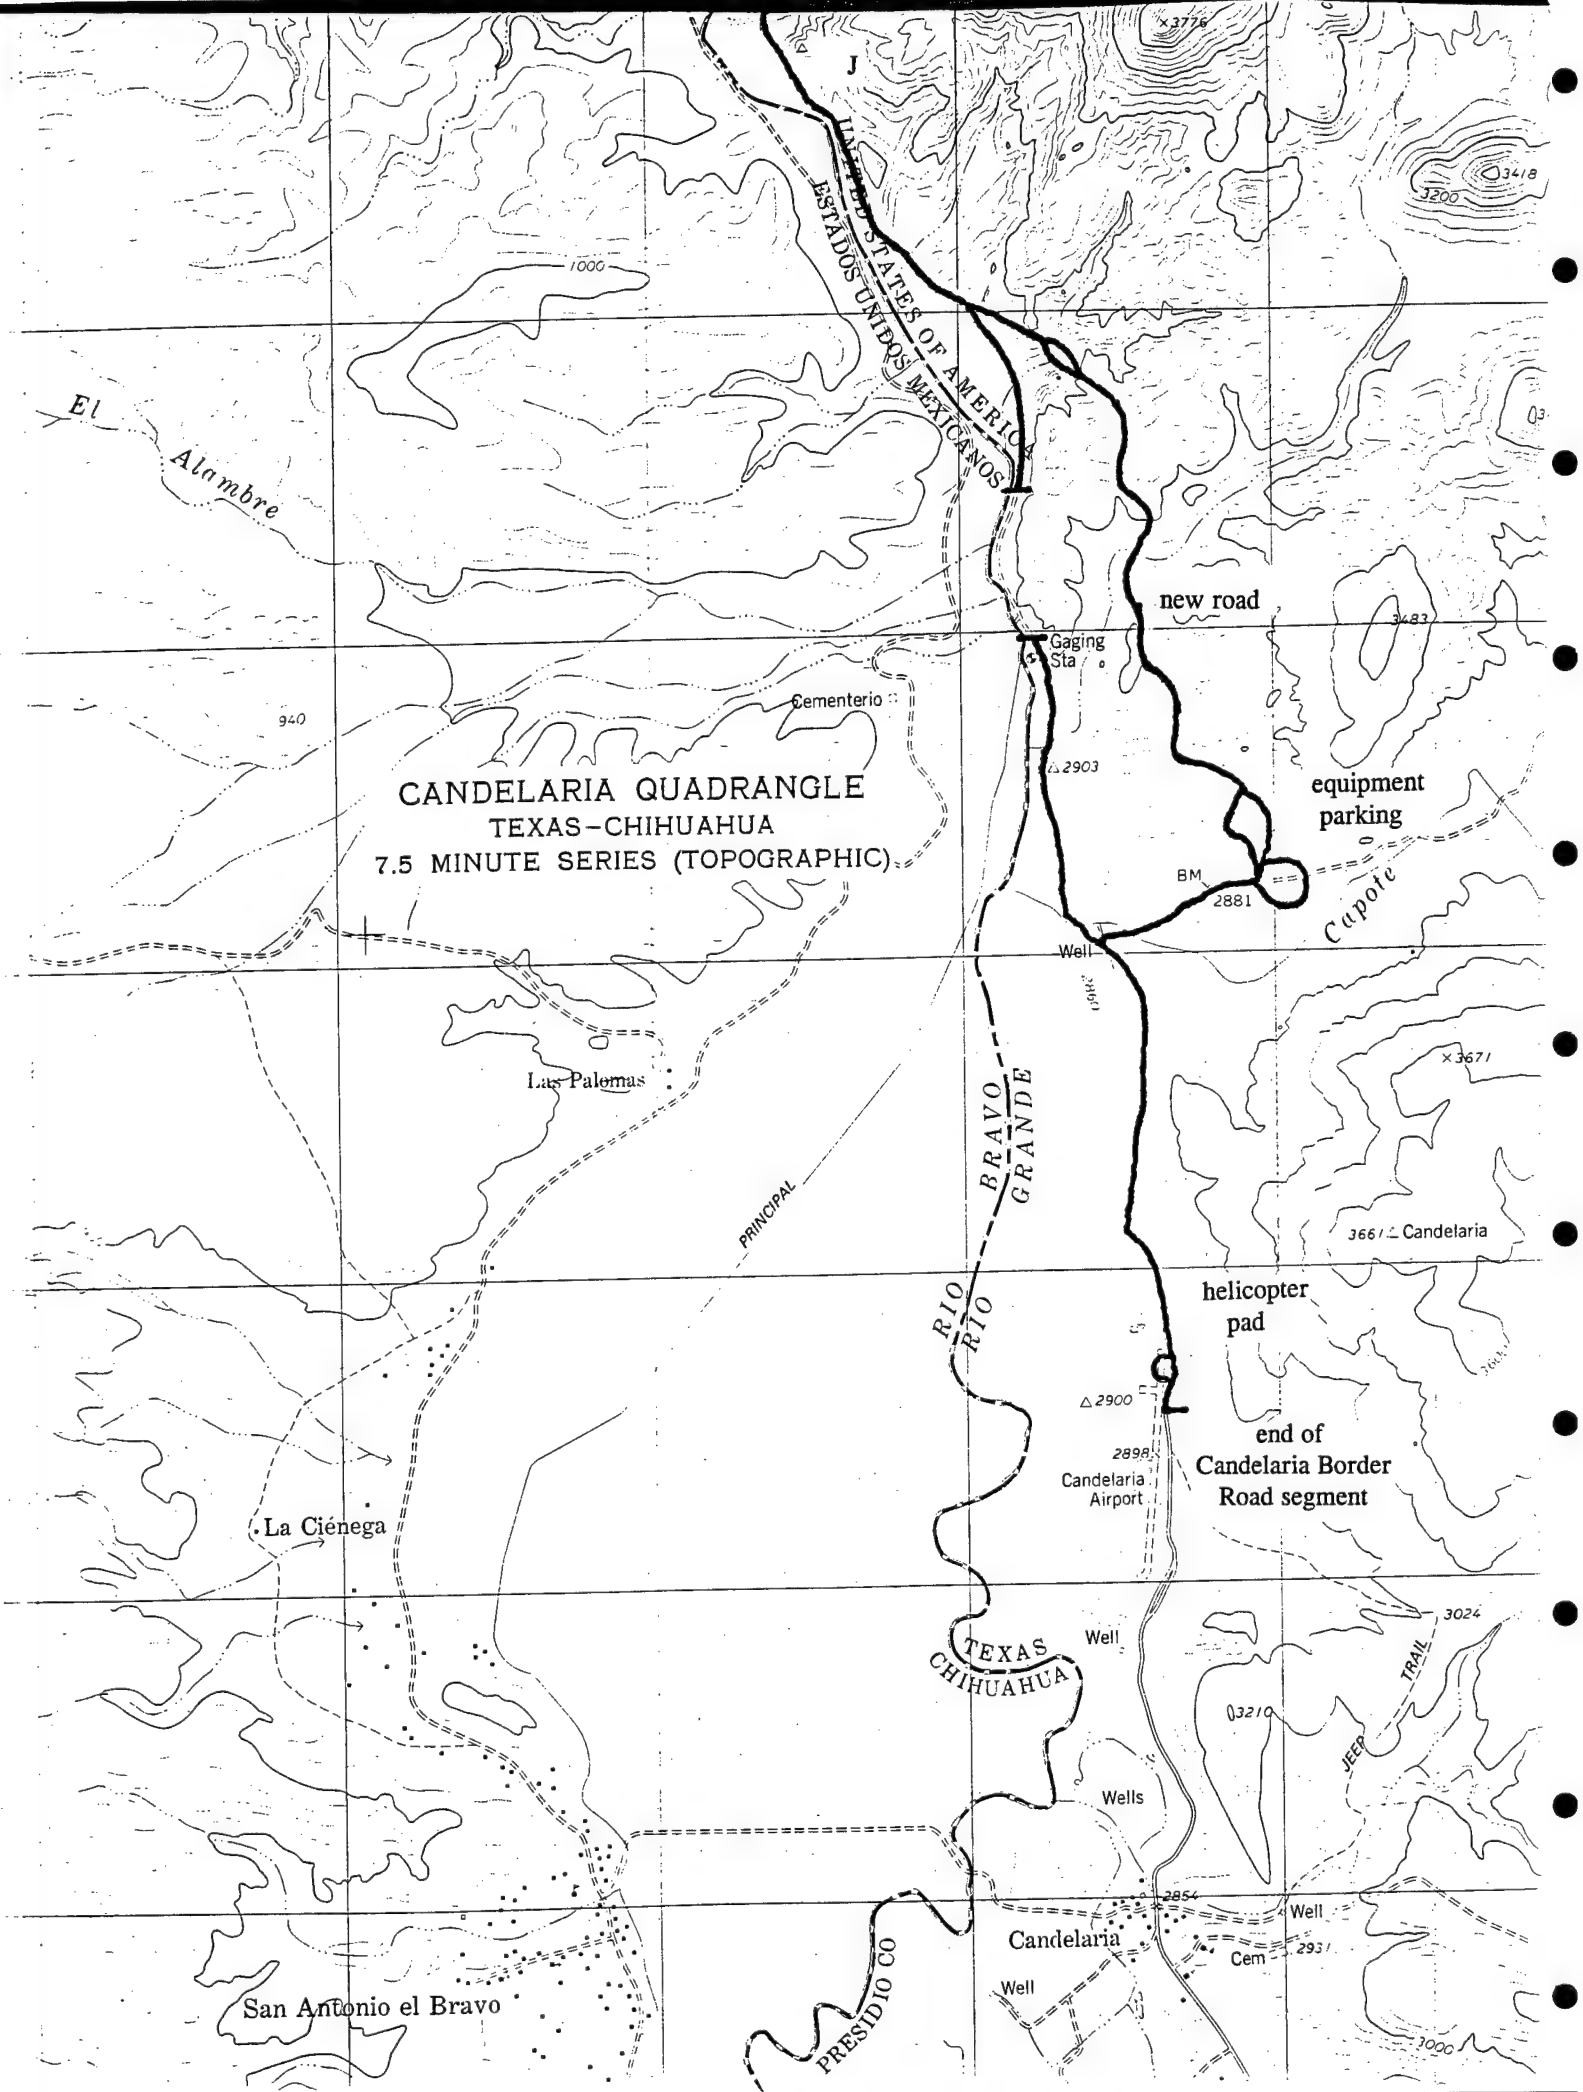 ×3776
J
3418
3200
UNITED STATES OF AMERICA
ESTADOS UNIDOS MEXICANOS
1000
El
Alambre
new road
3483
Gaging
Sta
Cementerio
940
2903
CANDELARIA QUADRANGLE
TEXAS-CHIHUAHUA
7.5 MINUTE SERIES (TOPOGRAPHIC)
equipment
parking
BM
2881
Capote
Well
Las Palomas
×3671
BRAVO
GRANDE
PRINCIPAL
3661 Candelaria
RIO
RIO
helicopter
pad
2900
2898
Candelaria
Airport
end of
Candelaria Border
Road segment
La Ciénega
3024
TEXAS
CHIHUAHUA
Well
TRAIL
JEEP
3210
Wells
2854
Well
Candelaria
Cem
2931
PRESIDIO CO
Well
San Antonio el Bravo
3000